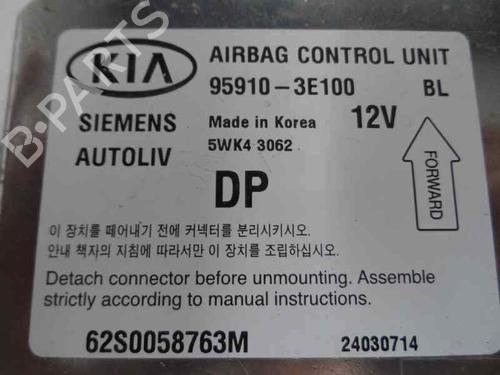 KIA
AIRBAG CONTROL UNIT
95910-3E100 BL
SIEMENS
AUTOLIV
Made in Korea
12V
5WK4 3062
DP
FORWARD
이 장치를 떼어내기 전에 커넥터를 분리시키시오.
안내 책자의 지침에 따라서만 이 장치를 조립하시오.
Detach connector before unmounting. Assemble
strictly according to manual instructions.
62S0058763M
24030714
B-PARTS